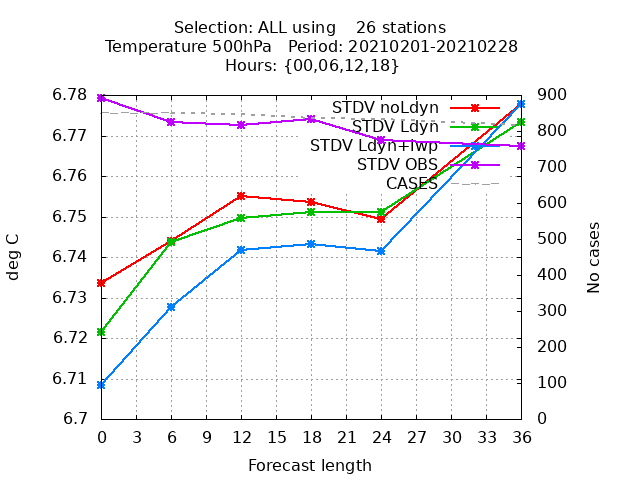 Selection: ALL using    26 stations
Temperature 500hPa   Period: 20210201-20210228
Hours: {00,06,12,18}
STDV noLdyn
STDV Ldyn
STDV Ldyn+lwp
STDV OBS
CASES
6.78
6.77
6.76
6.75
6.74
6.73
6.72
6.71
6.7
deg C
900
800
700
600
500
400
300
200
100
0
No cases
0 3 6 9 12 15 18 21 24 27 30 33 36
Forecast length